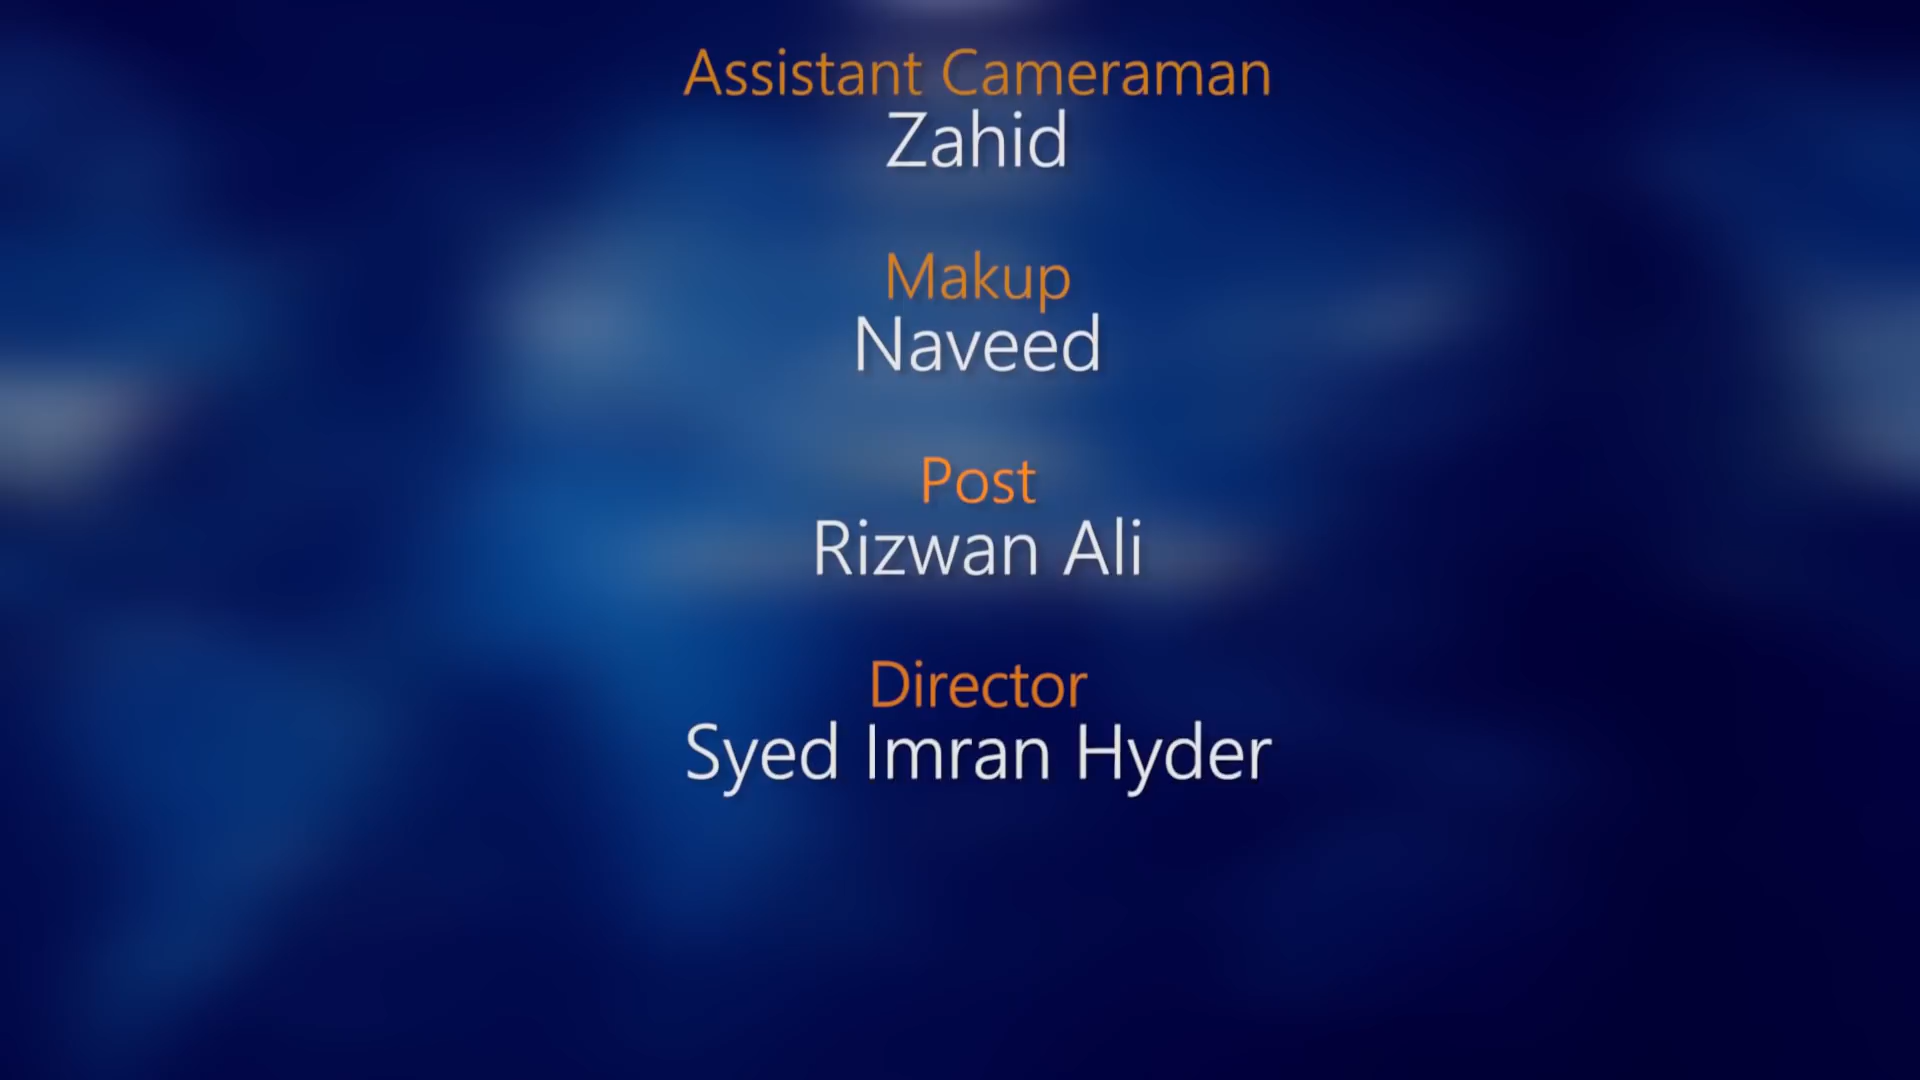 Assistant Cameraman
Zahid
Makup
Naveed
Post
Rizwan Ali
Director
Syed Imran Hyder